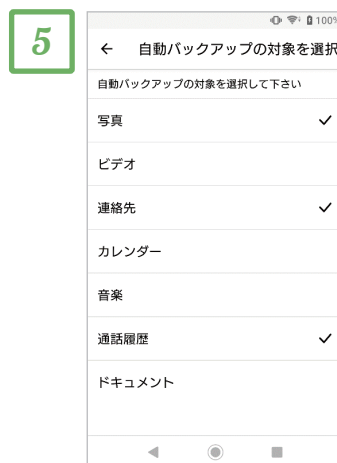 5
100%
自動バックアップの対象を選択
自動バックアップの対象を選択して下さい
写真
ビデオ
連絡先
カレンダー
音楽
通話履歴
ドキュメント